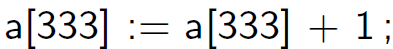 a[333] := a[333] + 1;